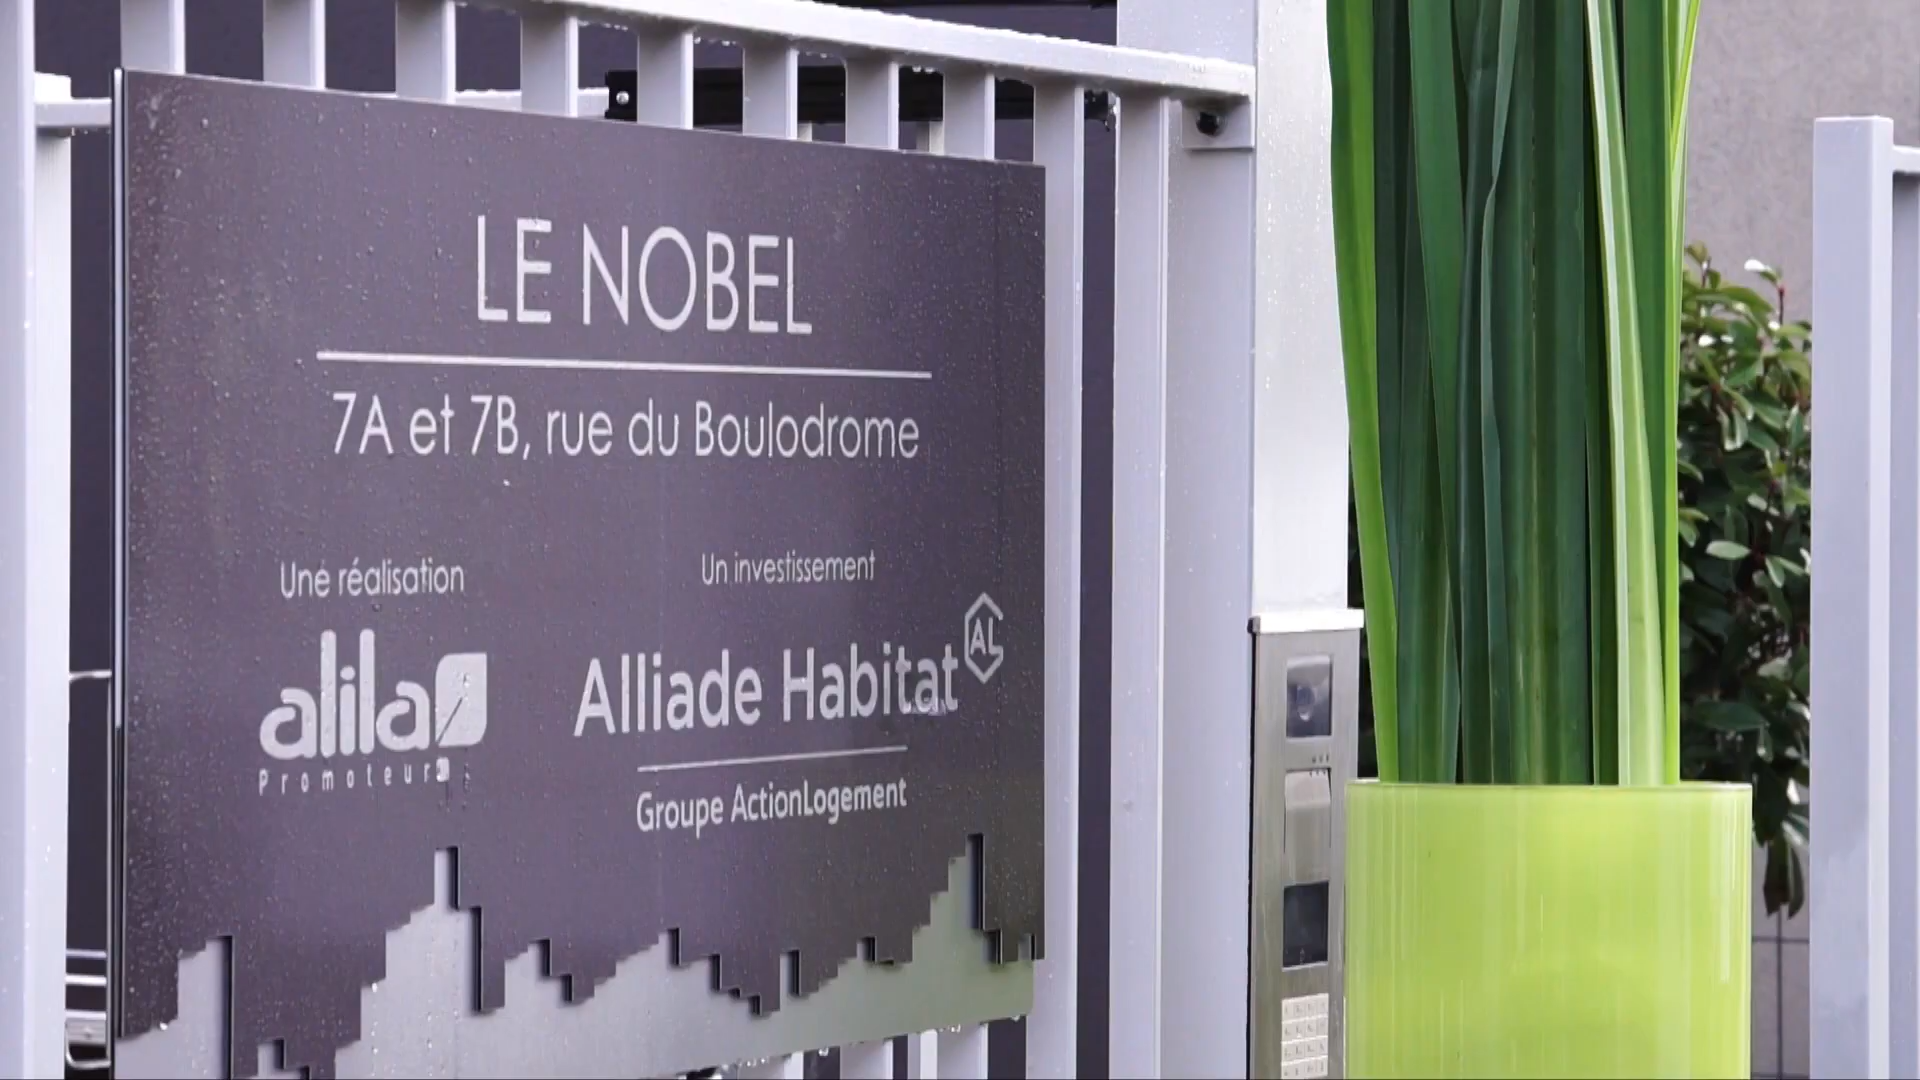 LE NOBEL
7A et 7B, rue du Boulodrome
Une réalisation
alila
Promoteur
Un investissement
Alliade Habitat
AL
Groupe ActionLogement